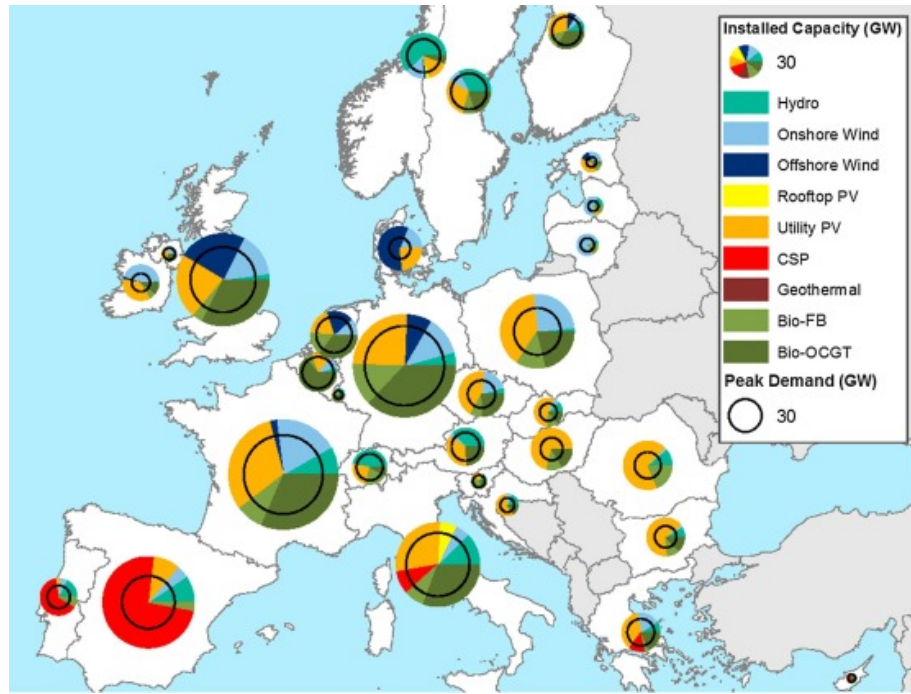 Installed Capacity (GW)
30
Hydro
Onshore Wind
Offshore Wind
Rooftop PV
Utility PV
CSP
Geothermal
Bio-FB
Bio-OCGT
Peak Demand (GW)
30